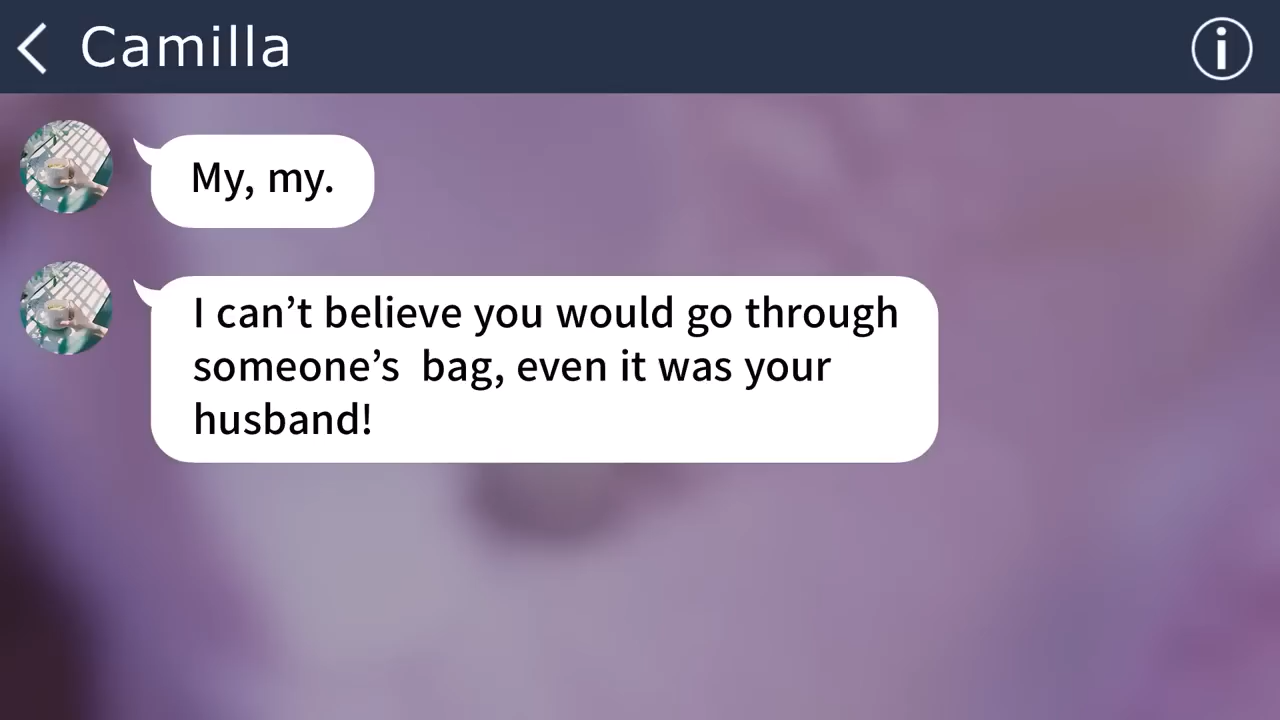 Camilla
My, my.
I can’t believe you would go through
someone’s  bag, even it was your
husband!